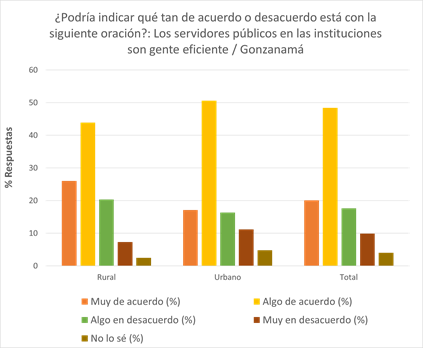 ¿Podría indicar qué tan de acuerdo o desacuerdo está con la
siguiente oración?: Los servidores públicos en las instituciones
son gente eficiente / Gonzanamá
% Respuestas
60
50
40
30
20
10
0
Rural
Urbano
Total
Muy de acuerdo (%)
Algo de acuerdo (%)
Algo en desacuerdo (%)
Muy en desacuerdo (%)
No lo sé (%)